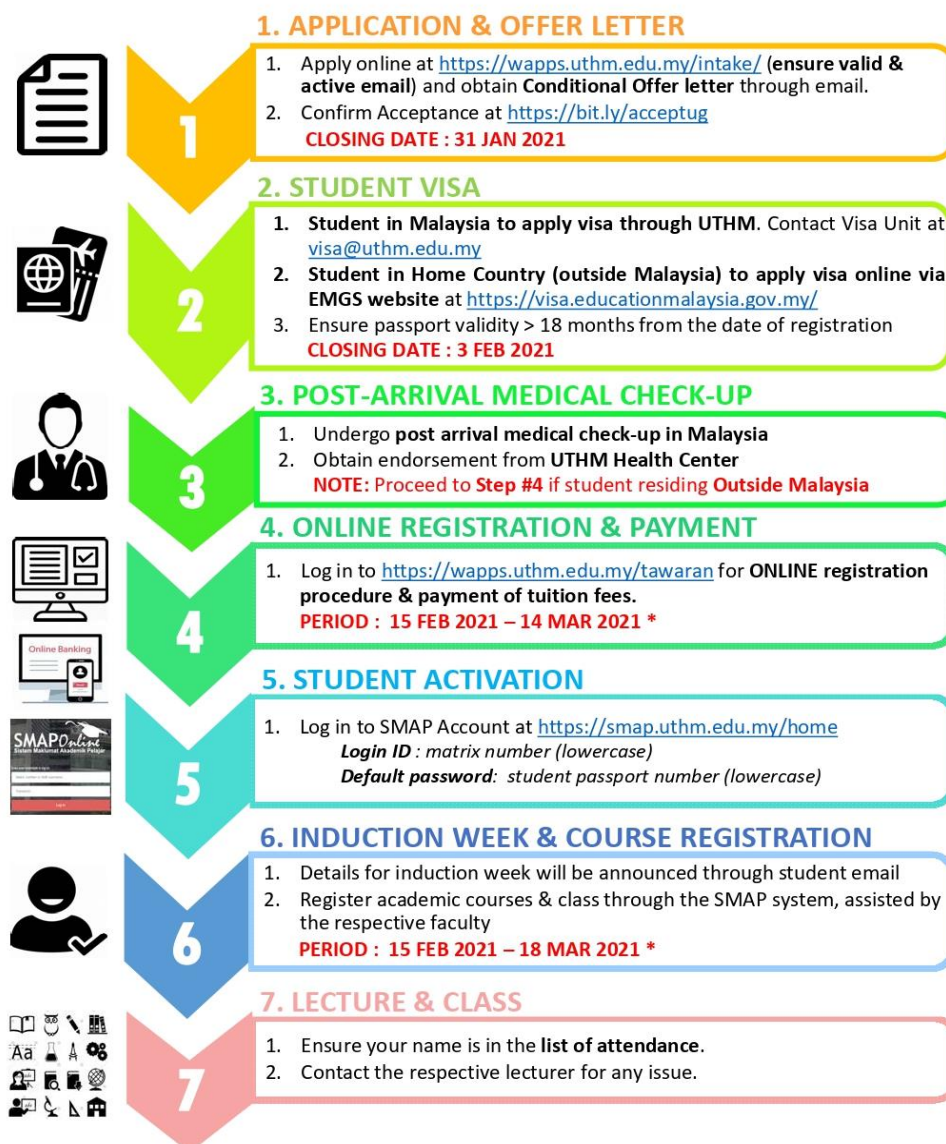 1. APPLICATION & OFFER LETTER
1. Apply online at https://wapps.uthm.edu.my/intake/ (ensure valid &
active email) and obtain Conditional Offer letter through email.
2. Confirm Acceptance at https://bit.ly/acceptug
CLOSING DATE : 31 JAN 2021
1
2. STUDENT VISA
1. Student in Malaysia to apply visa through UTHM. Contact Visa Unit at
visa@uthm.edu.my
2. Student in Home Country (outside Malaysia) to apply visa online via
EMGS website at https://visa.educationmalaysia.gov.my/
3. Ensure passport validity > 18 months from the date of registration
CLOSING DATE : 3 FEB 2021
2
3. POST-ARRIVAL MEDICAL CHECK-UP
1. Undergo post arrival medical check-up in Malaysia
2. Obtain endorsement from UTHM Health Center
NOTE: Proceed to Step #4 if student residing Outside Malaysia
3
4. ONLINE REGISTRATION & PAYMENT
1. Log in to https://wapps.uthm.edu.my/tawaran for ONLINE registration
procedure & payment of tuition fees.
PERIOD : 15 FEB 2021 – 14 MAR 2021 *
4
Online Banking
5. STUDENT ACTIVATION
1. Log in to SMAP Account at https://smap.uthm.edu.my/home
Login ID : matrix number (lowercase)
Default password: student passport number (lowercase)
5
SMAPOnline
Sistem Maklumat Akademik Pelajar
6. INDUCTION WEEK & COURSE REGISTRATION
1. Details for induction week will be announced through student email
2. Register academic courses & class through the SMAP system, assisted by
the respective faculty
PERIOD : 15 FEB 2021 – 18 MAR 2021 *
6
7. LECTURE & CLASS
1. Ensure your name is in the list of attendance.
2. Contact the respective lecturer for any issue.
7
Aa